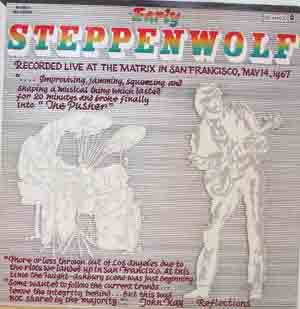 Early
STEPPENWOLF
RECORDED LIVE AT THE MATRIX IN SAN FRANCISCO, MAY 14, 1967
".... Improvising, jamming, squeezing and
shaping a musical thing which lasted
for 20 minutes and broke finally
into "The Pusher"
"More or less thrown out of Los Angeles due to
the riots we landed up in San Francisco. At this
time the haight-ashbury scene was just beginning.
Some want to follow the current trends...
leave the integrity behind... But this was
not shared by the majority."
John Kay Reflections